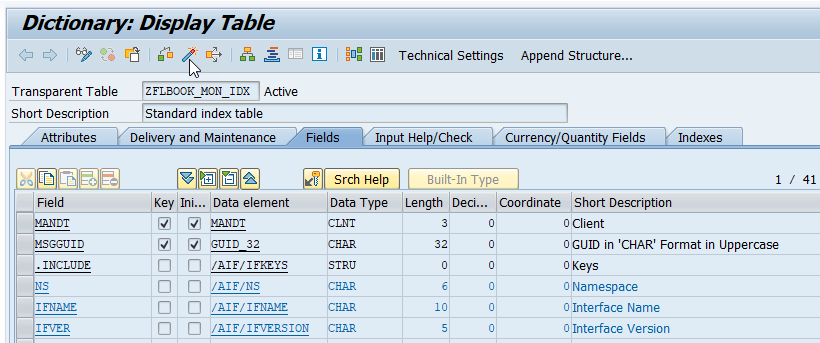 Dictionary: Display Table
Technical Settings Append Structure...
Transparent Table ZFLBOOK_MON_IDX Active
Short Description Standard index table
Attributes Delivery and Maintenance Fields Input Help/Check Currency/Quantity Fields Indexes
Srch Help Built-In Type 1 / 41
Field Key Ini... Data element Data Type Length Deci... Coordinate Short Description
MANDT MANDT CLNT 3 0 0 Client
MSGGUID GUID_32 CHAR 32 0 0 GUID in 'CHAR' Format in Uppercase
.INCLUDE /AIF/IFKEYS STRU 0 0 0 Keys
NS /AIF/NS CHAR 6 0 0 Namespace
IFNAME /AIF/IFNAME CHAR 10 0 0 Interface Name
IFVER /AIF/IFVERSION CHAR 5 0 0 Interface Version